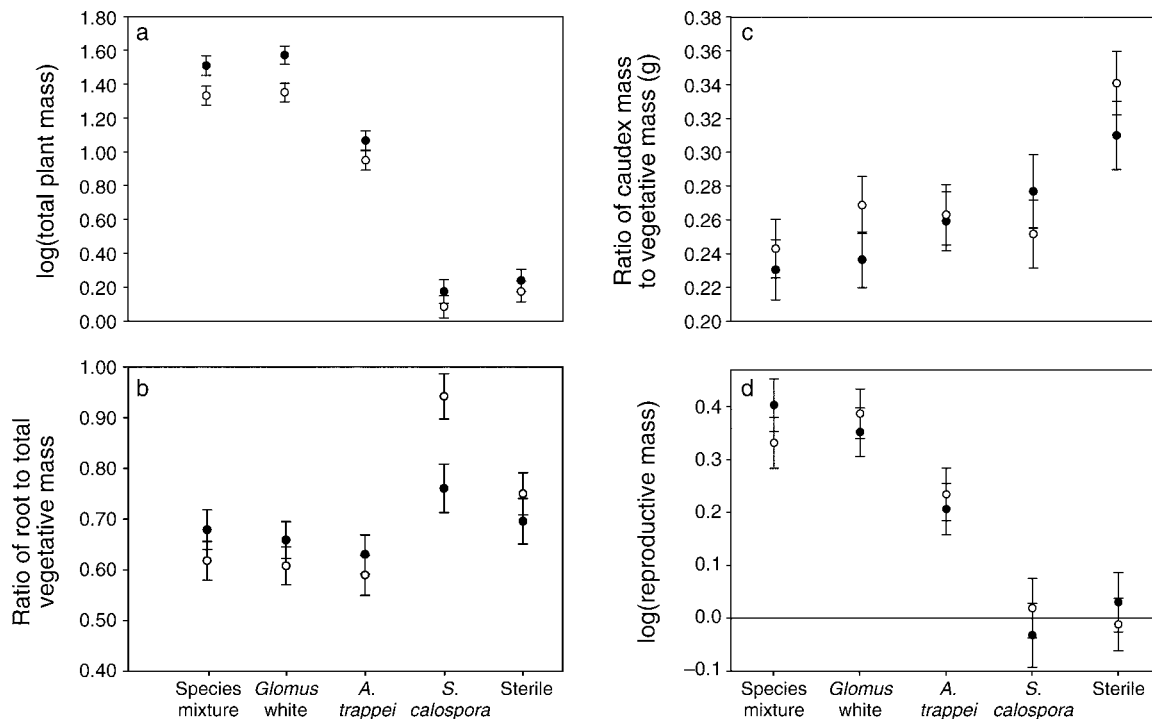 a
log(total plant mass)
1.80
1.60
1.40
1.20
1.00
0.80
0.60
0.40
0.20
0.00
c
Ratio of caudex mass
to vegetative mass (g)
0.38
0.36
0.34
0.32
0.30
0.28
0.26
0.24
0.22
0.20
b
Ratio of root to total
vegetative mass
1.00
0.90
0.80
0.70
0.60
0.50
0.40
Species
mixture
Glomus
white
A.
trappei
S.
calospora
Sterile
d
log(reproductive mass)
0.4
0.3
0.2
0.1
0.0
−0.1
Species
mixture
Glomus
white
A.
trappei
S.
calospora
Sterile